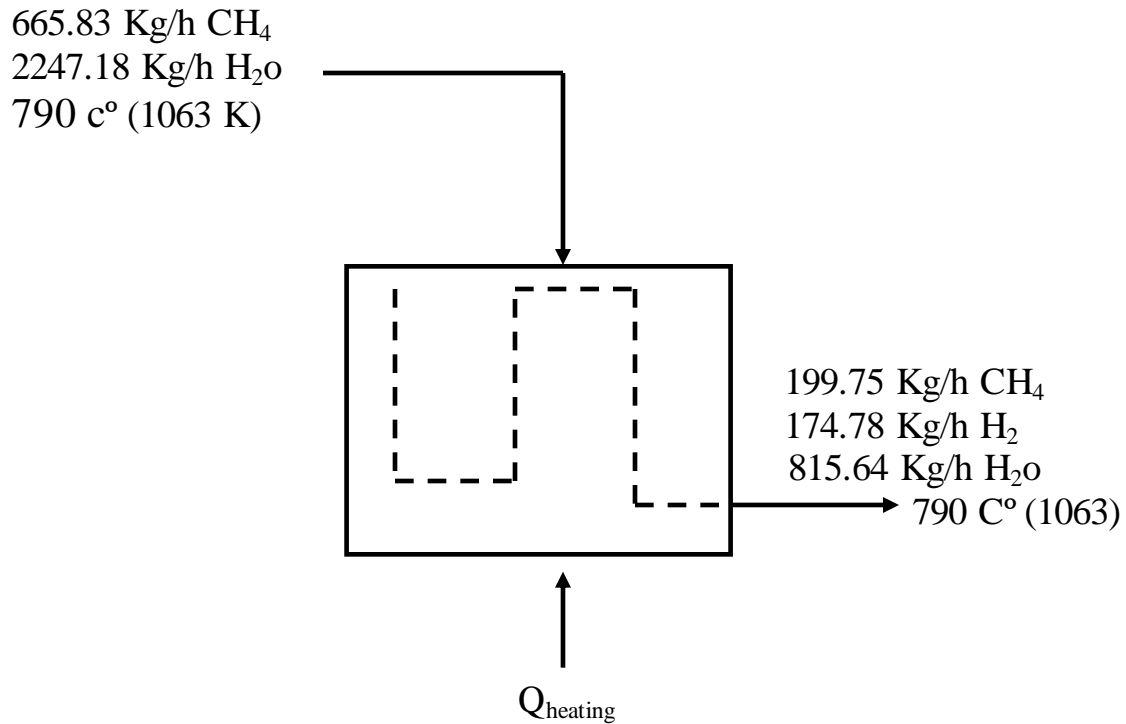 665.83 Kg/h CH₄
2247.18 Kg/h H₂o
790 cº (1063 K)
199.75 Kg/h CH₄
174.78 Kg/h H₂
815.64 Kg/h H₂o
790 Cº (1063)
Qheating